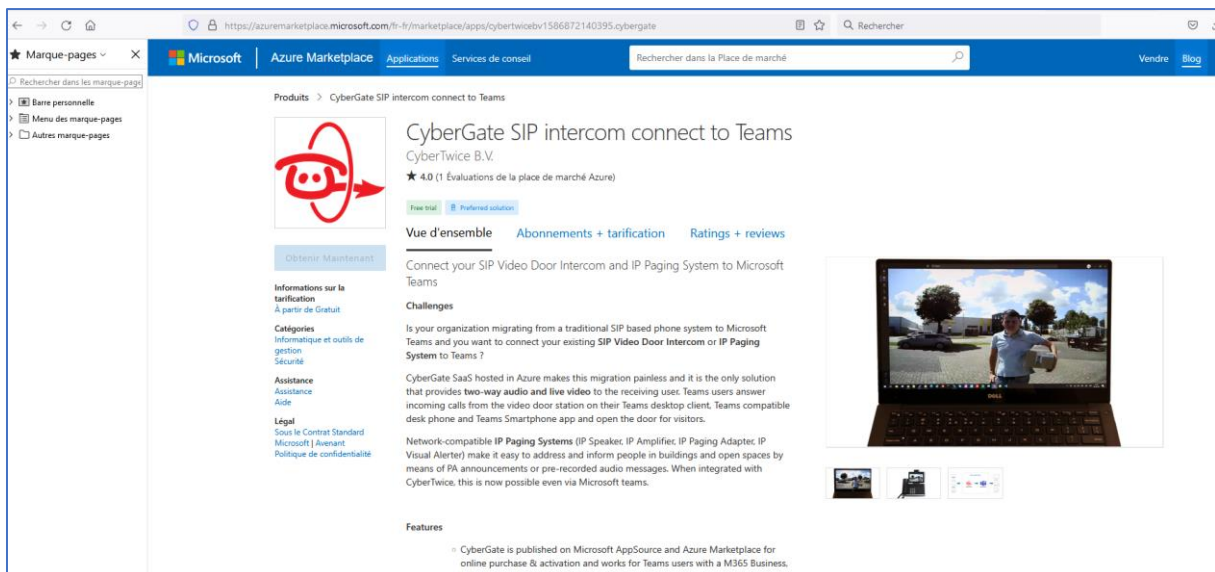 https://azuremarketplace.microsoft.com/fr-fr/marketplace/apps/cybertwicebv1586872140395.cybergate
Rechercher
Marque-pages
Rechercher dans les marque-page
Barre personnelle
Menu des marque-pages
Autres marque-pages
Microsoft
Azure Marketplace
Applications
Services de conseil
Rechercher dans la Place de marché
Vendre
Blog
Produits > CyberGate SIP intercom connect to Teams
CyberGate SIP intercom connect to Teams
CyberTwice B.V.
★ 4.0 (1 Évaluations de la place de marché Azure)
Free trial
Preferred solution
Obtenir Maintenant
Informations sur la
tarification
À partir de Gratuit
Catégories
Informatique et outils de
gestion
Sécurité
Assistance
Assistance
Aide
Légal
Sous le Contrat Standard
Microsoft | Avenant
Politique de confidentialité
Vue d'ensemble
Abonnements + tarification
Ratings + reviews
Connect your SIP Video Door Intercom and IP Paging System to Microsoft
Teams
Challenges
Is your organization migrating from a traditional SIP based phone system to Microsoft
Teams and you want to connect your existing SIP Video Door Intercom or IP Paging
System to Teams ?
CyberGate SaaS hosted in Azure makes this migration painless and it is the only solution
that provides two-way audio and live video to the receiving user. Teams users answer
incoming calls from the video door station on their Teams desktop client, Teams compatible
desk phone and Teams Smartphone app and open the door for visitors.
Network-compatible IP Paging Systems (IP Speaker, IP Amplifier, IP Paging Adapter, IP
Visual Alerter) make it easy to address and inform people in buildings and open spaces by
means of PA announcements or pre-recorded audio messages. When integrated with
CyberTwice, this is now possible even via Microsoft teams.
Features
CyberGate is published on Microsoft AppSource and Azure Marketplace for
online purchase & activation and works for Teams users with a M365 Business,
DELL